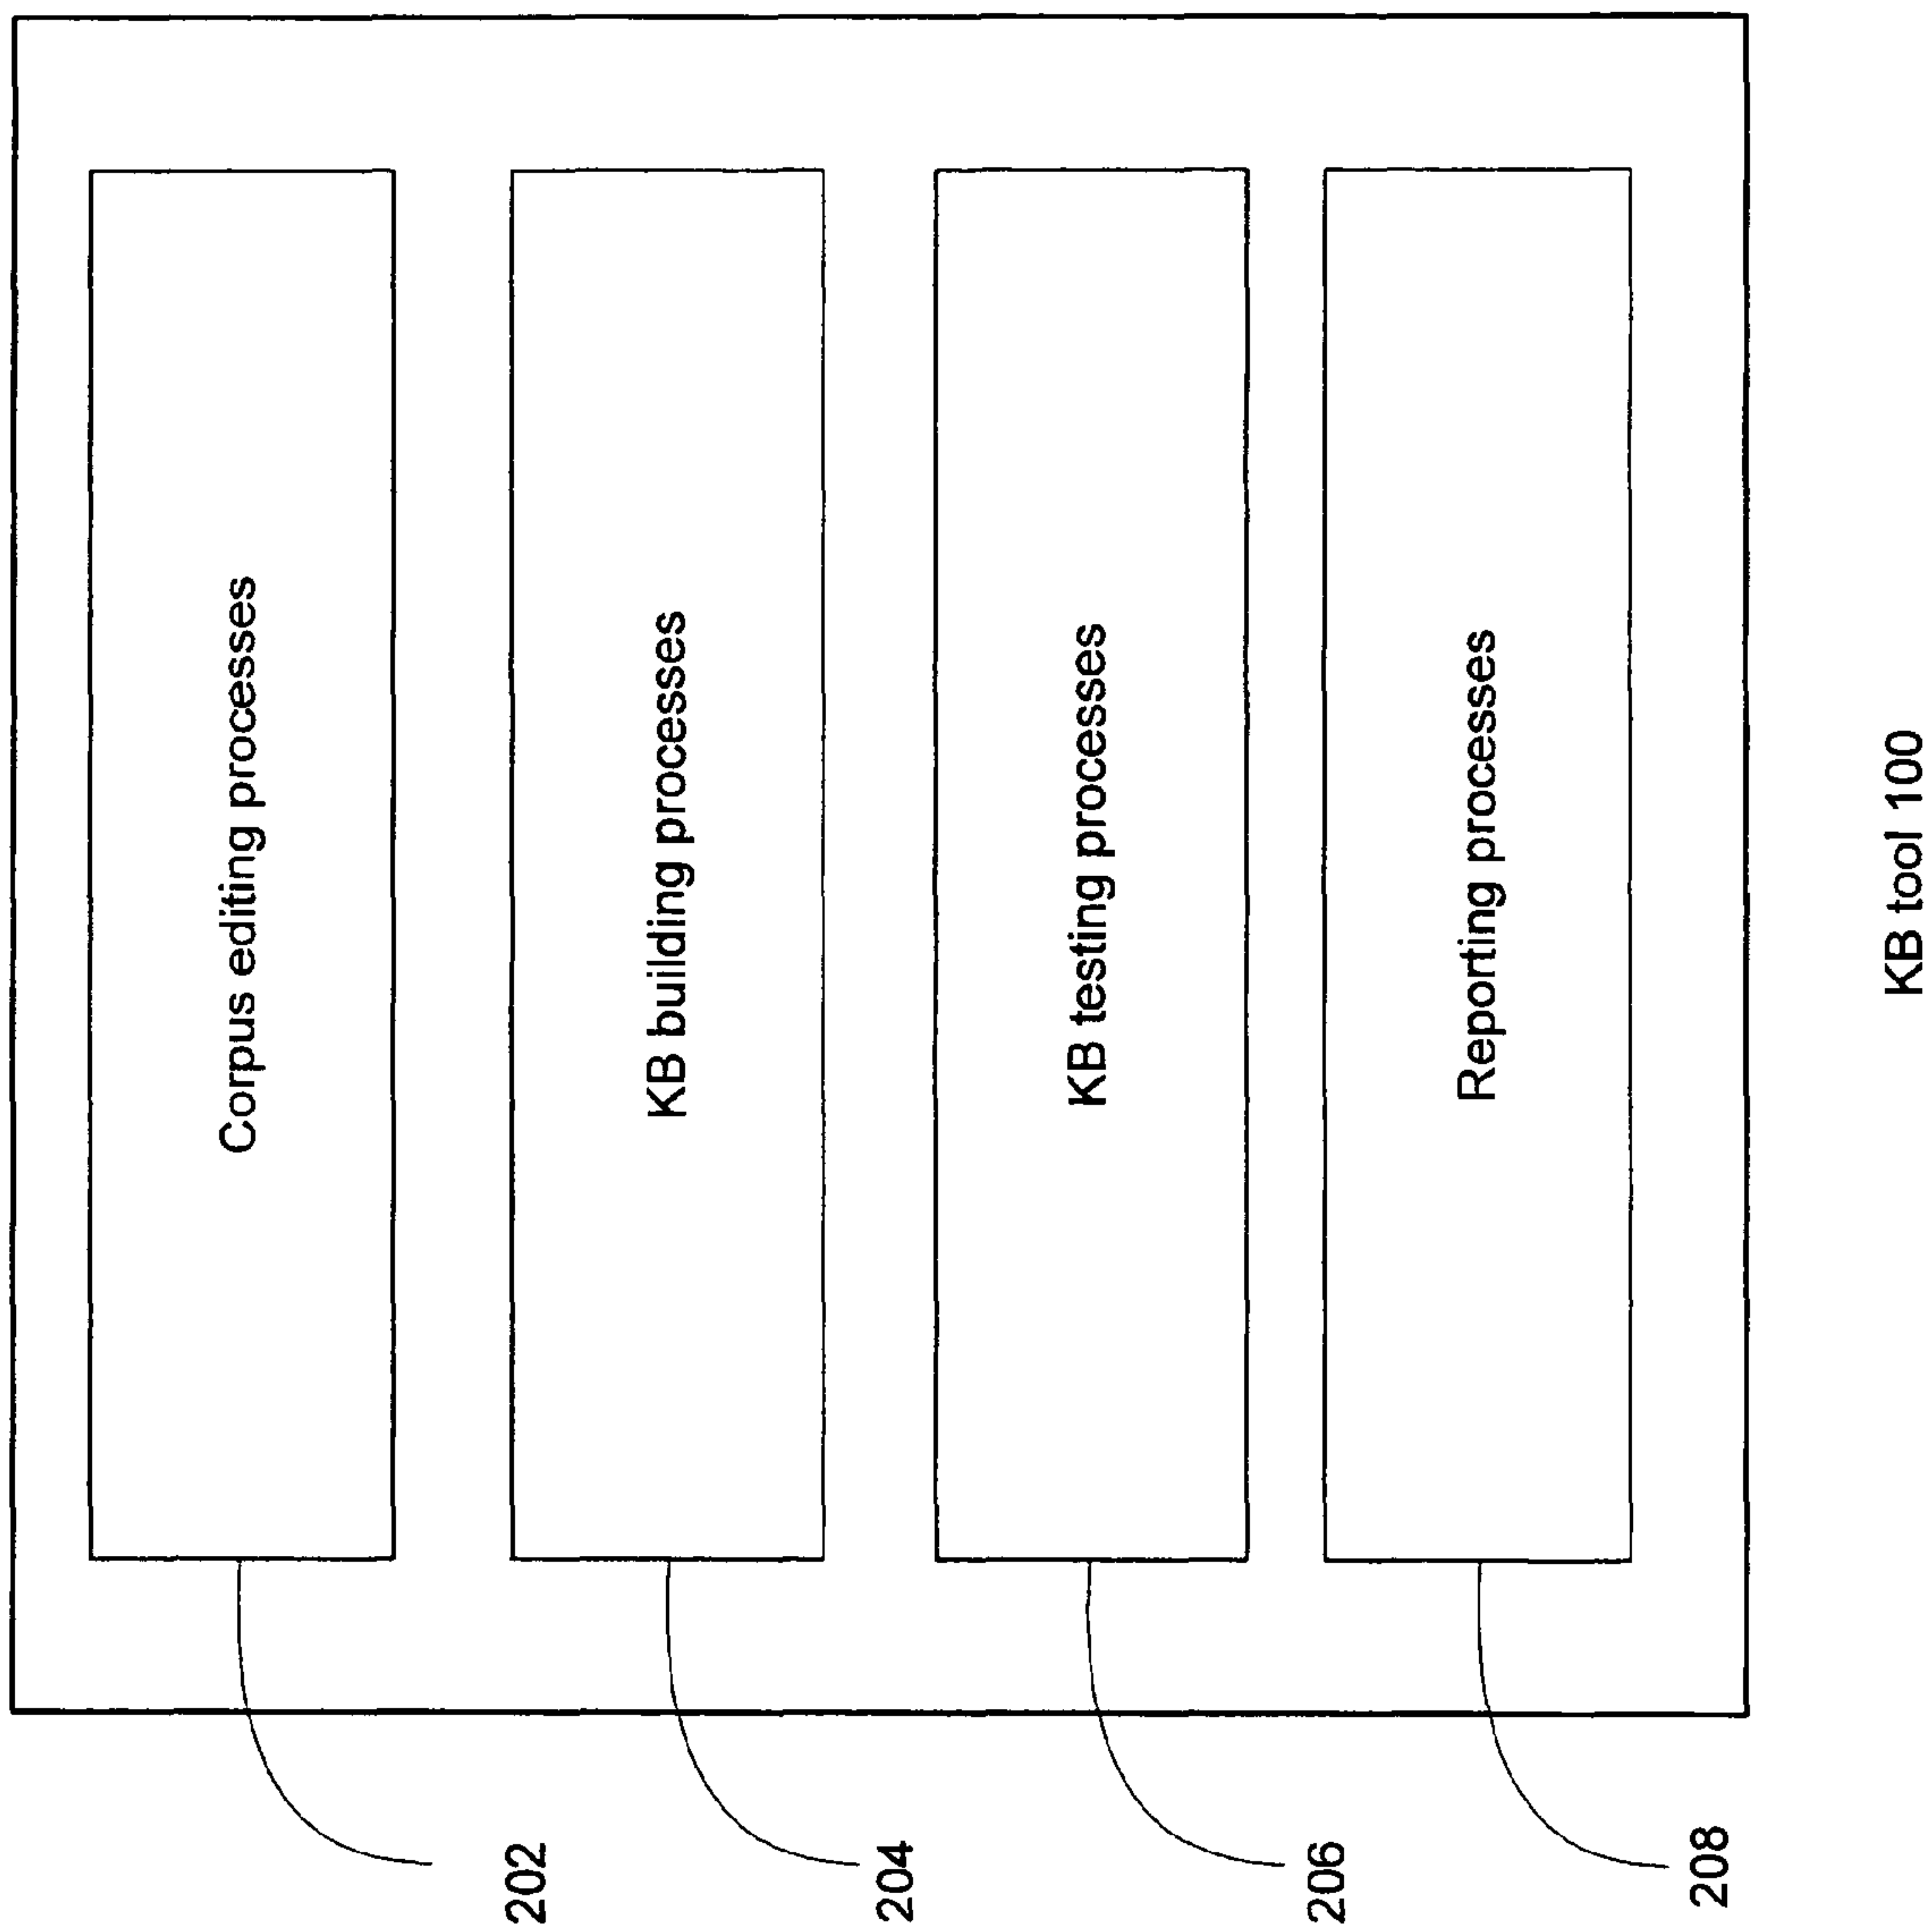 Corpus editing processes
202
KB building processes
204
KB testing processes
206
Reporting processes
208
KB tool 100